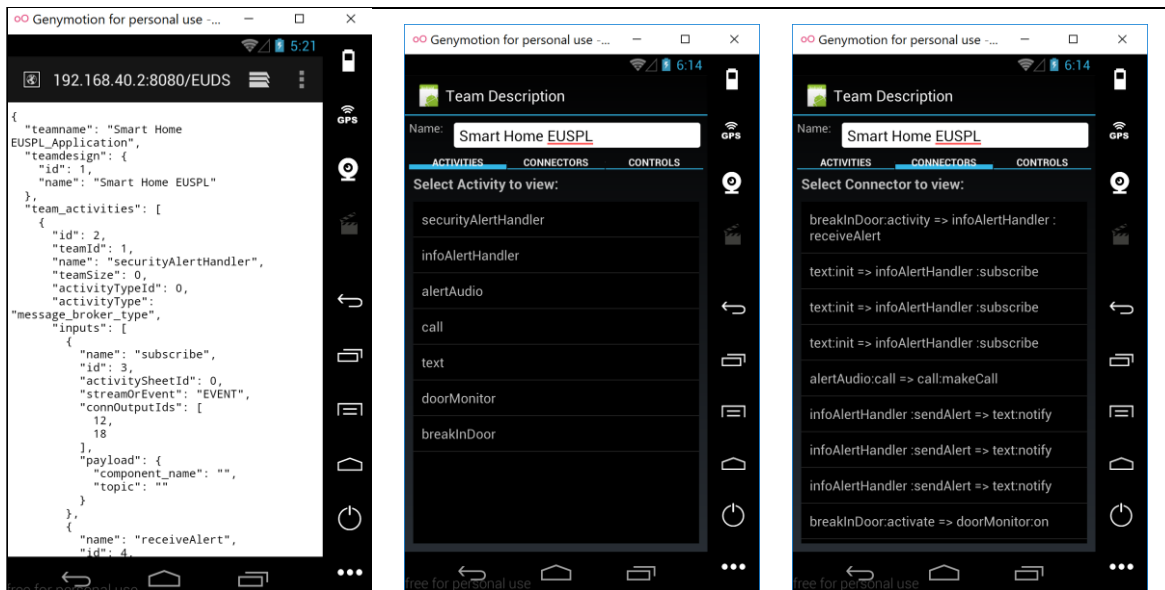 Genymotion for personal use -...
5:21
192.168.40.2:8080/EUDS
{
"teamname": "Smart Home
EUSPL_Application",
"teamdesign": {
"id": 1,
"name": "Smart Home EUSPL"
},
"team_activities": [
{
"id": 2,
"teamId": 1,
"name": "securityAlertHandler",
"teamSize": 0,
"activityTypeId": 0,
"activityType":
"message_broker_type",
"inputs": [
{
"name": "subscribe",
"id": 3,
"activitySheetId": 0,
"streamOrEvent": "EVENT",
"connOutputIds": [
12,
18
],
"payload": {
"component_name": "",
"topic": ""
}
},
{
"name": "receiveAlert",
"id": 4,
free for personal use
GPS
Genymotion for personal use -...
6:14
Team Description
Name: Smart Home EUSPL
ACTIVITIES CONNECTORS CONTROLS
Select Activity to view:
securityAlertHandler
infoAlertHandler
alertAudio
call
text
doorMonitor
breakInDoor
free for personal use
GPS
Genymotion for personal use -...
6:14
Team Description
Name: Smart Home EUSPL
ACTIVITIES CONNECTORS CONTROLS
Select Connector to view:
breakInDoor:activity => infoAlertHandler :
receiveAlert
text:init => infoAlertHandler :subscribe
text:init => infoAlertHandler :subscribe
text:init => infoAlertHandler :subscribe
alertAudio:call => call:makeCall
infoAlertHandler :sendAlert => text:notify
infoAlertHandler :sendAlert => text:notify
infoAlertHandler :sendAlert => text:notify
breakInDoor:activate => doorMonitor:on
free for personal use
GPS